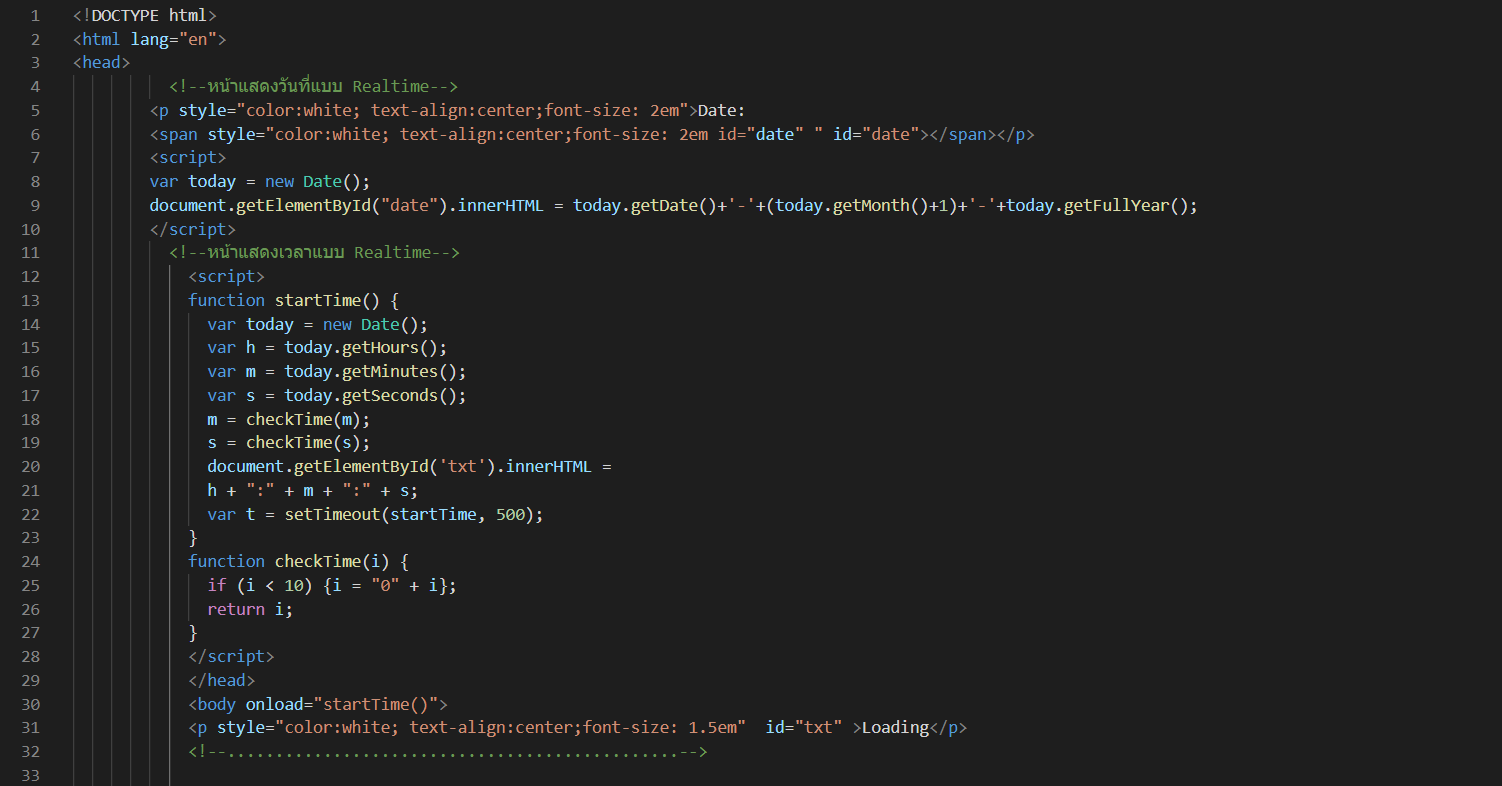 1 <!DOCTYPE html>
2 <html lang="en">
3 <head>
4 <!--หน้าแสดงวันที่แบบ Realtime-->
5 <p style="color:white; text-align:center;font-size: 2em">Date:
6 <span style="color:white; text-align:center;font-size: 2em id="date" " id="date"></span></p>
7 <script>
8 var today = new Date();
9 document.getElementById("date").innerHTML = today.getDate()+'-'+(today.getMonth()+1)+'-'+today.getFullYear();
10 </script>
11 <!--หน้าแสดงเวลาแบบ Realtime-->
12 <script>
13 function startTime() {
14 var today = new Date();
15 var h = today.getHours();
16 var m = today.getMinutes();
17 var s = today.getSeconds();
18 m = checkTime(m);
19 s = checkTime(s);
20 document.getElementById('txt').innerHTML =
21 h + ":" + m + ":" + s;
22 var t = setTimeout(startTime, 500);
23 }
24 function checkTime(i) {
25 if (i < 10) {i = "0" + i};
26 return i;
27 }
28 </script>
29 </head>
30 <body onload="startTime()">
31 <p style="color:white; text-align:center;font-size: 1.5em"  id="txt" >Loading</p>
32 <!--...............................................-->
33